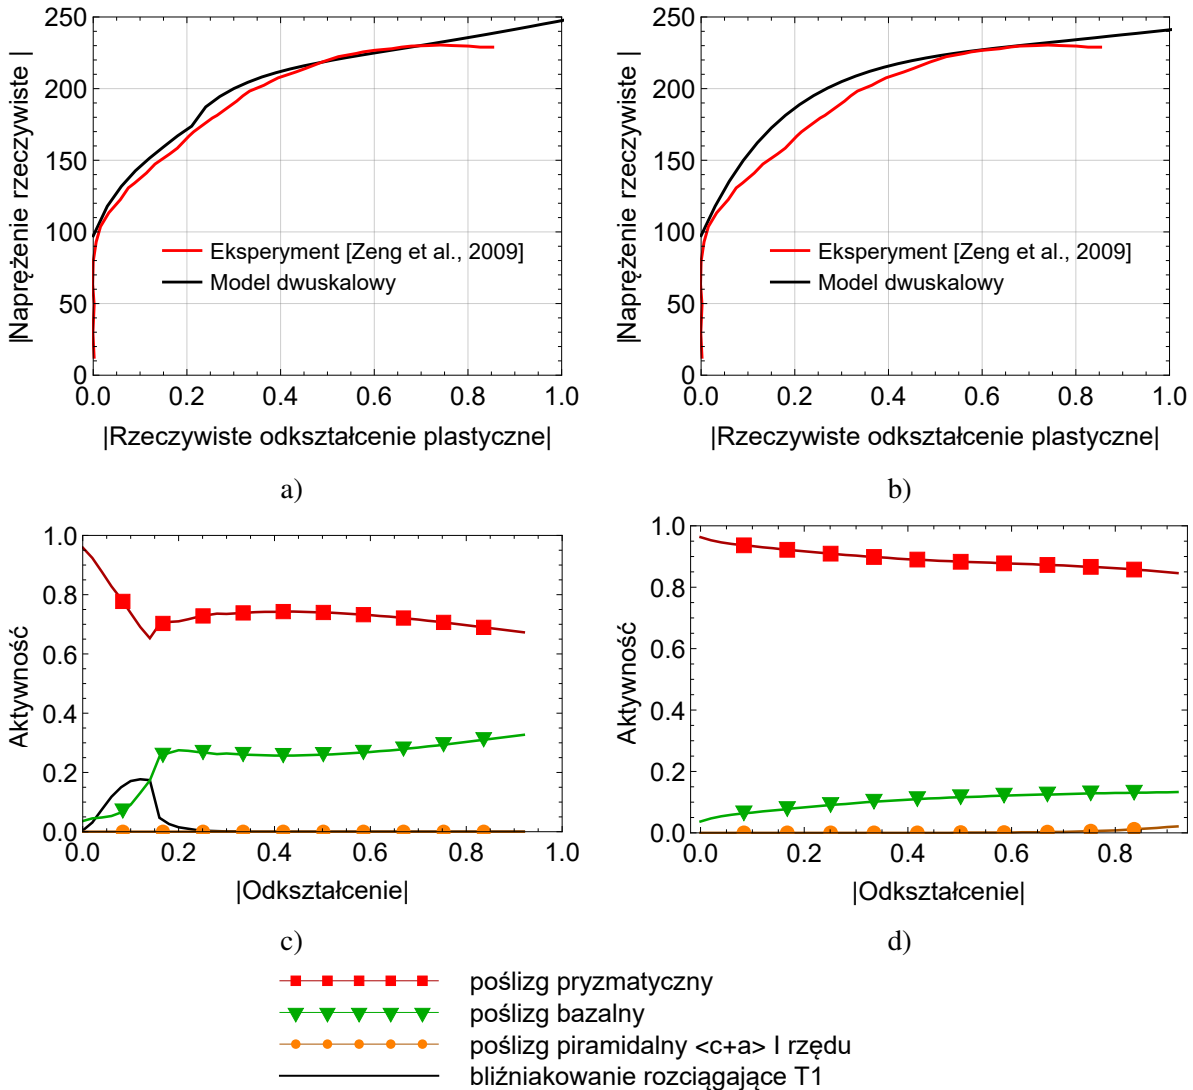 |Naprężenie rzeczywiste |
250
200
150
100
50
0
0.0 0.2 0.4 0.6 0.8 1.0
Eksperyment [Zeng et al., 2009]
Model dwuskalowy
|Rzeczywiste odkształcenie plastyczne|
a)
|Naprężenie rzeczywiste |
250
200
150
100
50
0
0.0 0.2 0.4 0.6 0.8 1.0
Eksperyment [Zeng et al., 2009]
Model dwuskalowy
|Rzeczywiste odkształcenie plastyczne|
b)
Aktywność
1.0
0.8
0.6
0.4
0.2
0.0
0.0 0.2 0.4 0.6 0.8 1.0
|Odkształcenie|
c)
Aktywność
1.0
0.8
0.6
0.4
0.2
0.0
0.0 0.2 0.4 0.6 0.8
|Odkształcenie|
d)
poślizg pryzmatyczny
poślizg bazalny
poślizg piramidalny <c+a> I rzędu
bliźniakowanie rozciągające T1